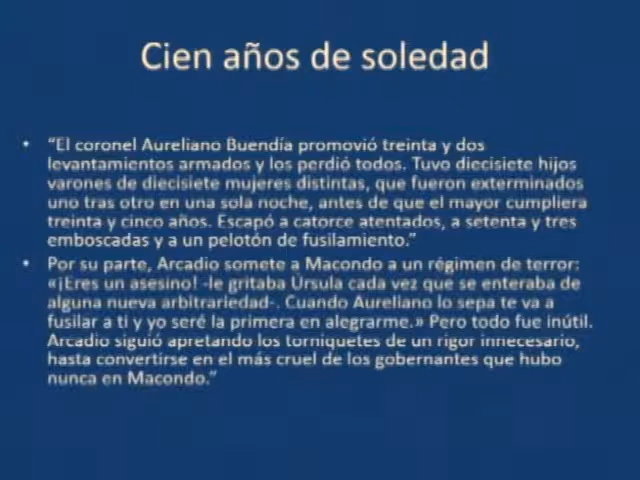 Cien años de soledad
• “El coronel Aureliano Buendía promovió treinta y dos
levantamientos armados y los perdió todos. Tuvo diecisiete hijos
varones de diecisiete mujeres distintas, que fueron exterminados
uno tras otro en una sola noche, antes de que el mayor cumpliera
treinta y cinco años. Escapó a catorce atentados, a setenta y tres
emboscadas y a un pelotón de fusilamiento.”
• Por su parte, Arcadio somete a Macondo a un régimen de terror:
«¡Eres un asesino! -le gritaba Úrsula cada vez que se enteraba de
alguna nueva arbitrariedad-. Cuando Aureliano lo sepa te va a
fusilar a ti y yo seré la primera en alegrarme.» Pero todo fue inútil.
Arcadio siguió apretando los torniquetes de un rigor innecesario,
hasta convertirse en el más cruel de los gobernantes que hubo
nunca en Macondo.”